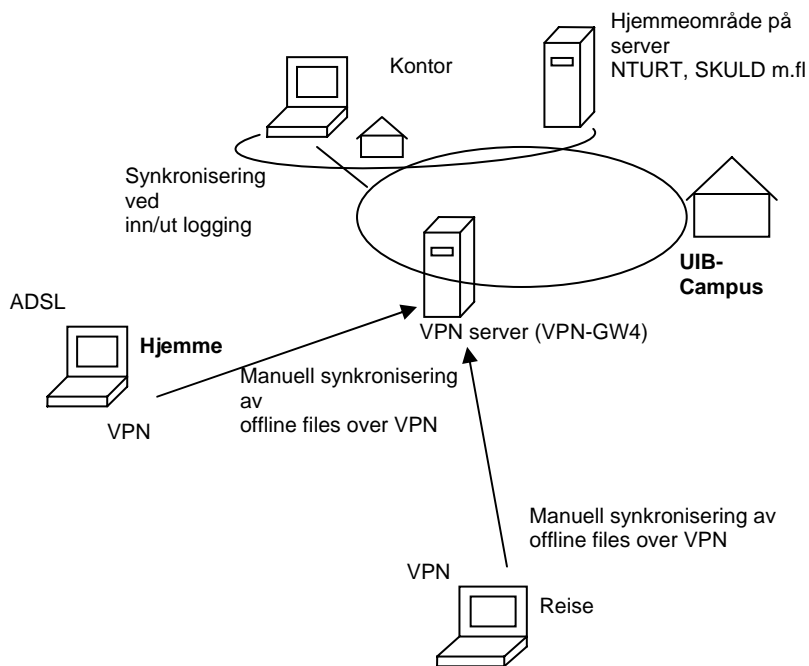 Hjemmeområde på
server
NTURT, SKULD m.fl
Kontor
Synkronisering
ved
inn/ut logging
UIB-
Campus
ADSL
Hjemme
VPN server (VPN-GW4)
Manuell synkronisering
av
offline files over VPN
VPN
Manuell synkronisering av
offline files over VPN
VPN
Reise